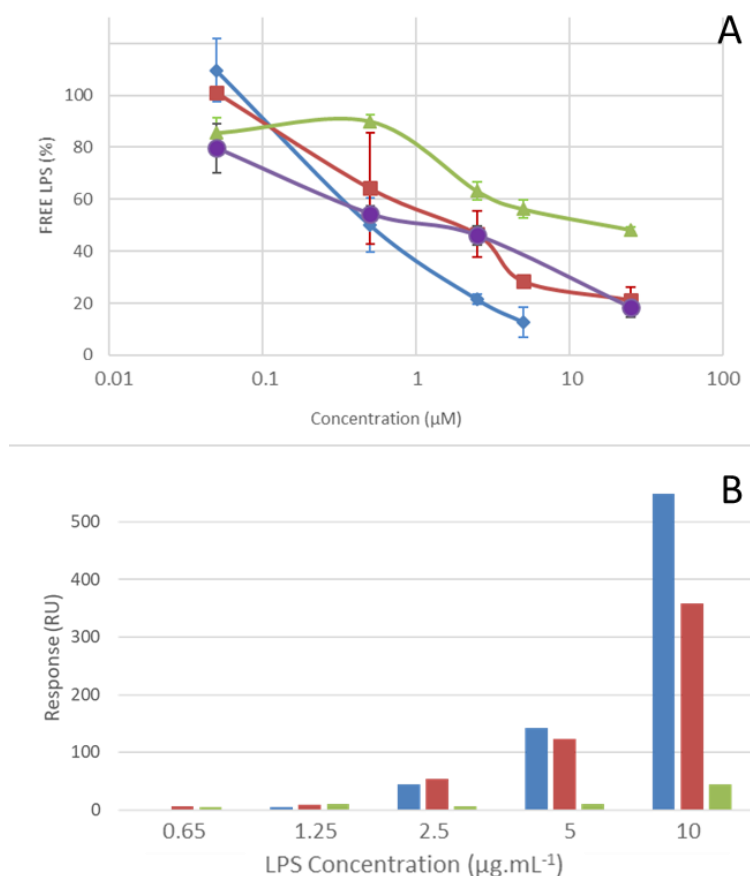 A
100
80
60
40
20
0
FREE LPS (%)
0.01 0.1 1 10 100
Concentration (µM)
B
500
400
300
200
100
0
Response (RU)
0.65 1.25 2.5 5 10
LPS Concentration (µg.mL⁻¹)